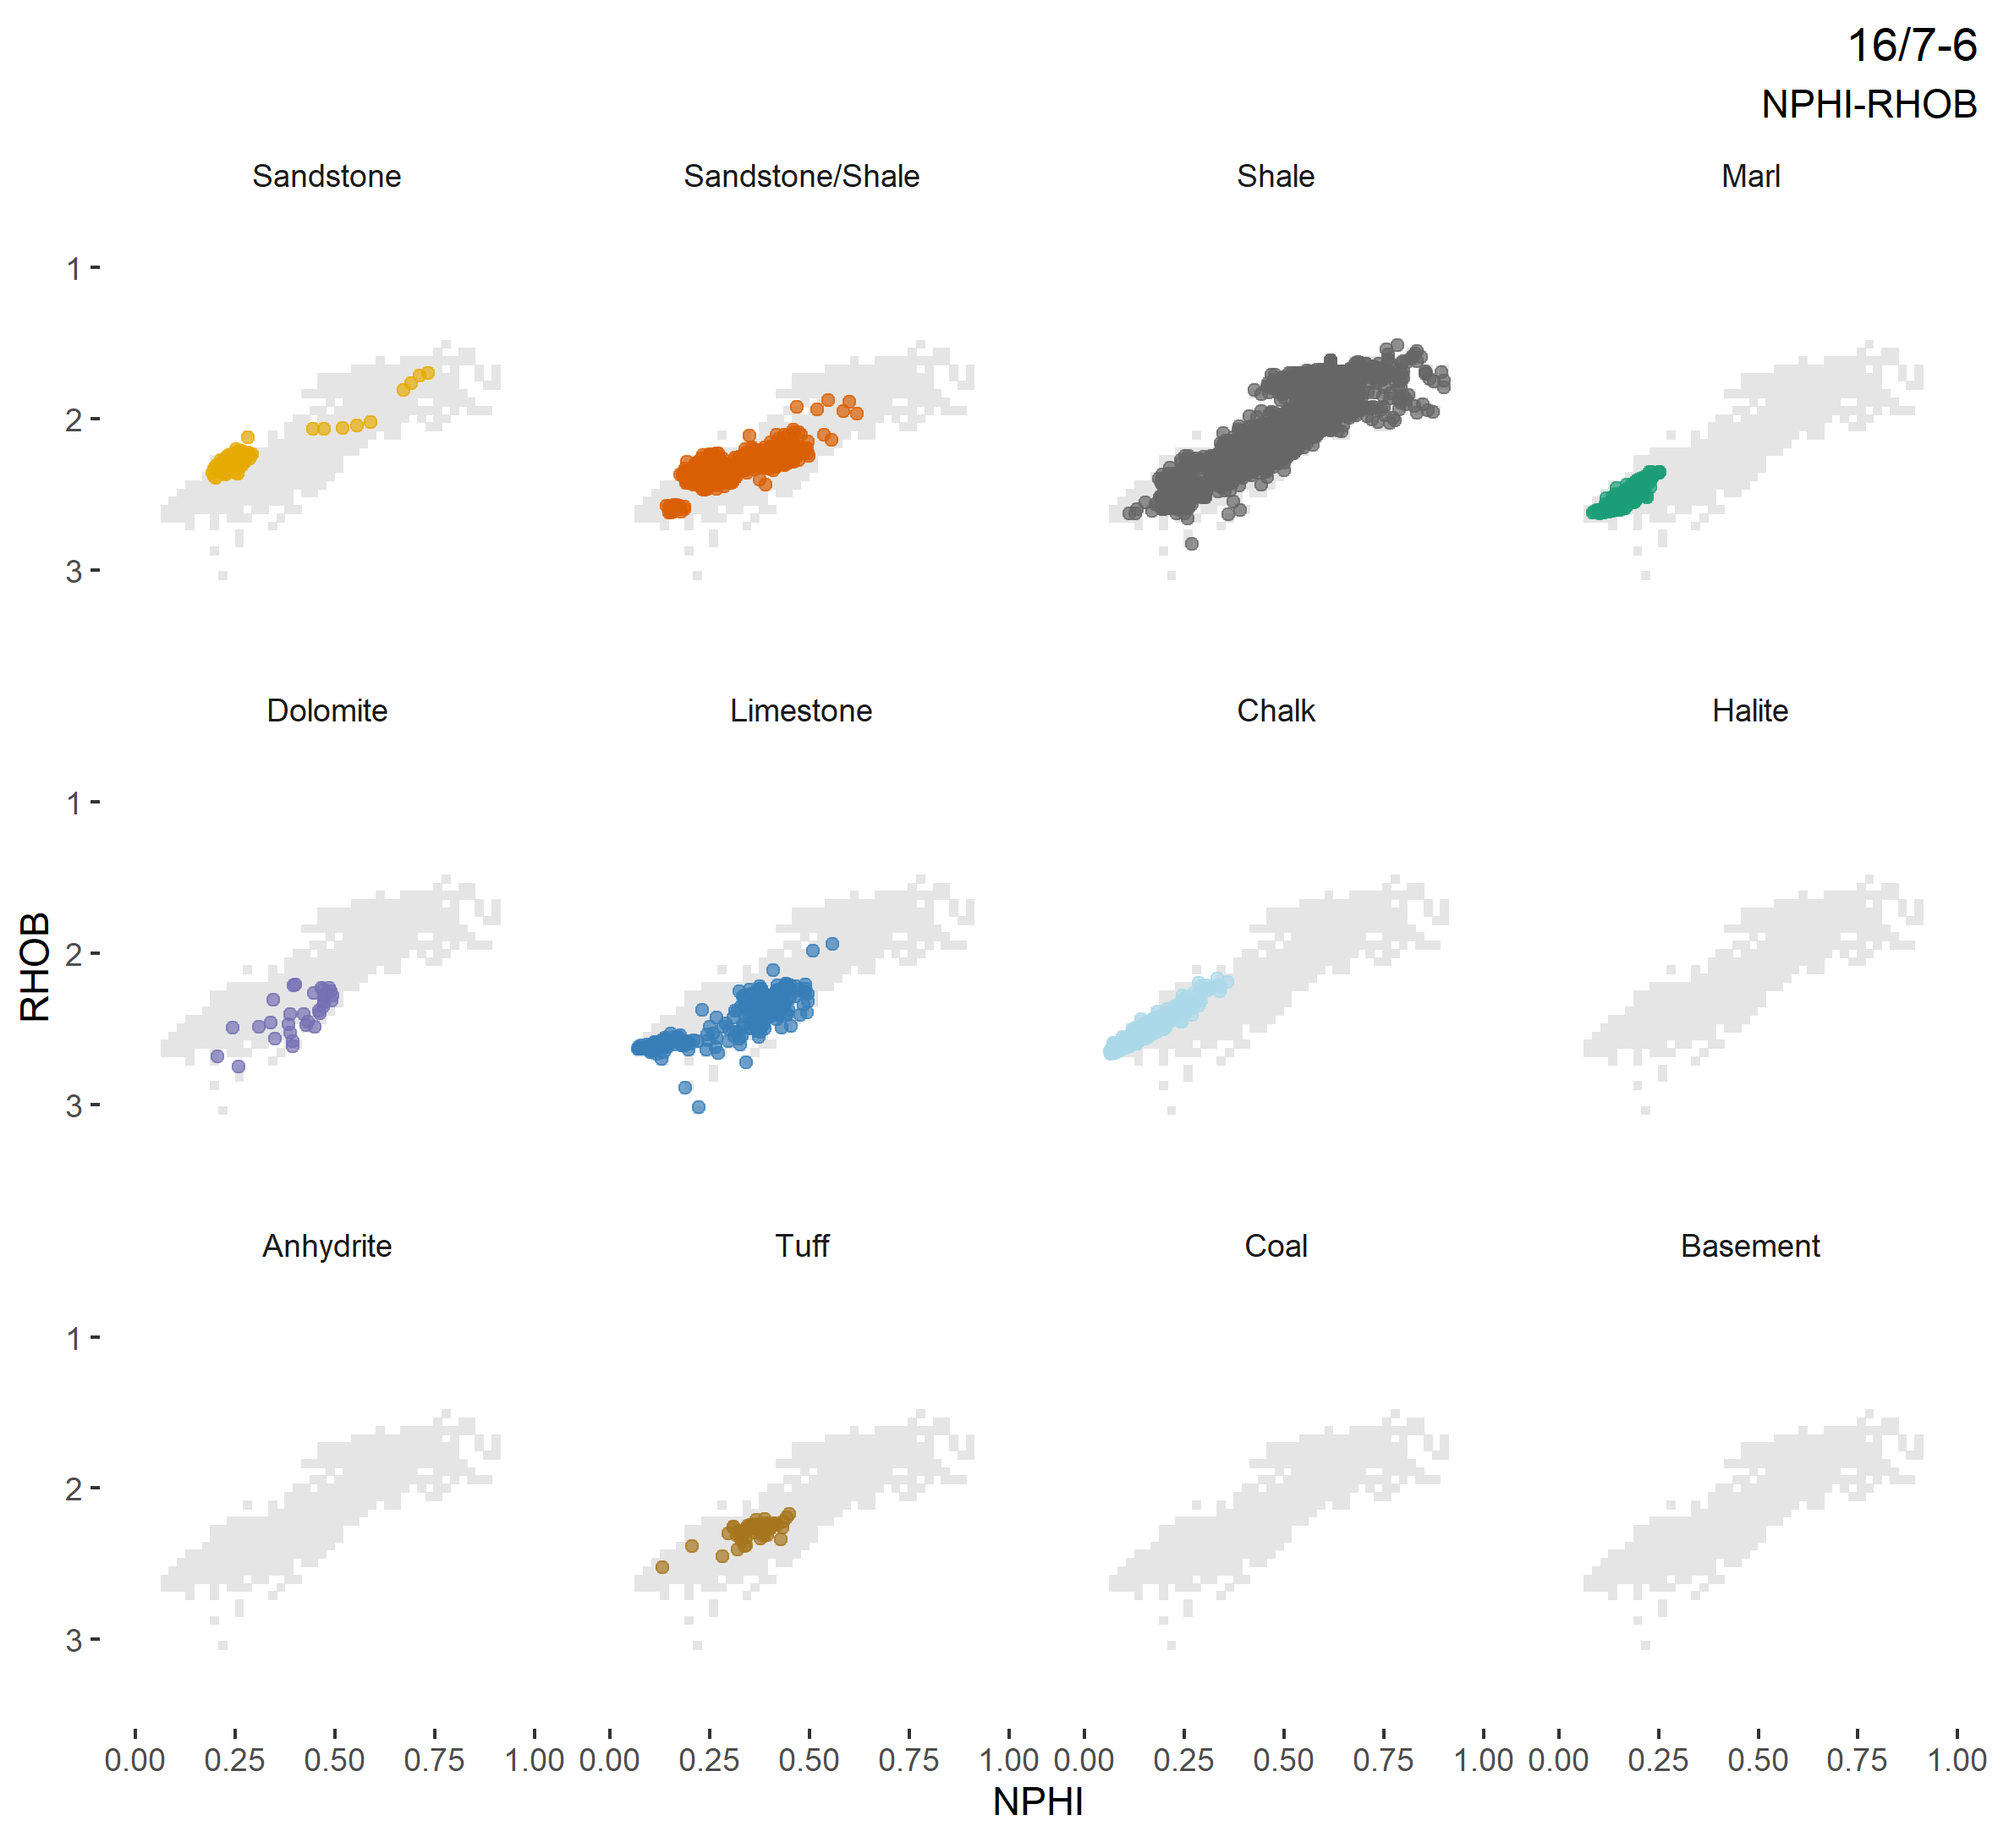 16/7-6
NPHI-RHOB
Sandstone Sandstone/Shale Shale Marl
1
2
3
Dolomite Limestone Chalk Halite
1
2
3
RHOB
Anhydrite Tuff Coal Basement
1
2
3
0.00 0.25 0.50 0.75 1.00 0.00 0.25 0.50 0.75 1.00 0.00 0.25 0.50 0.75 1.00 0.00 0.25 0.50 0.75 1.00
NPHI